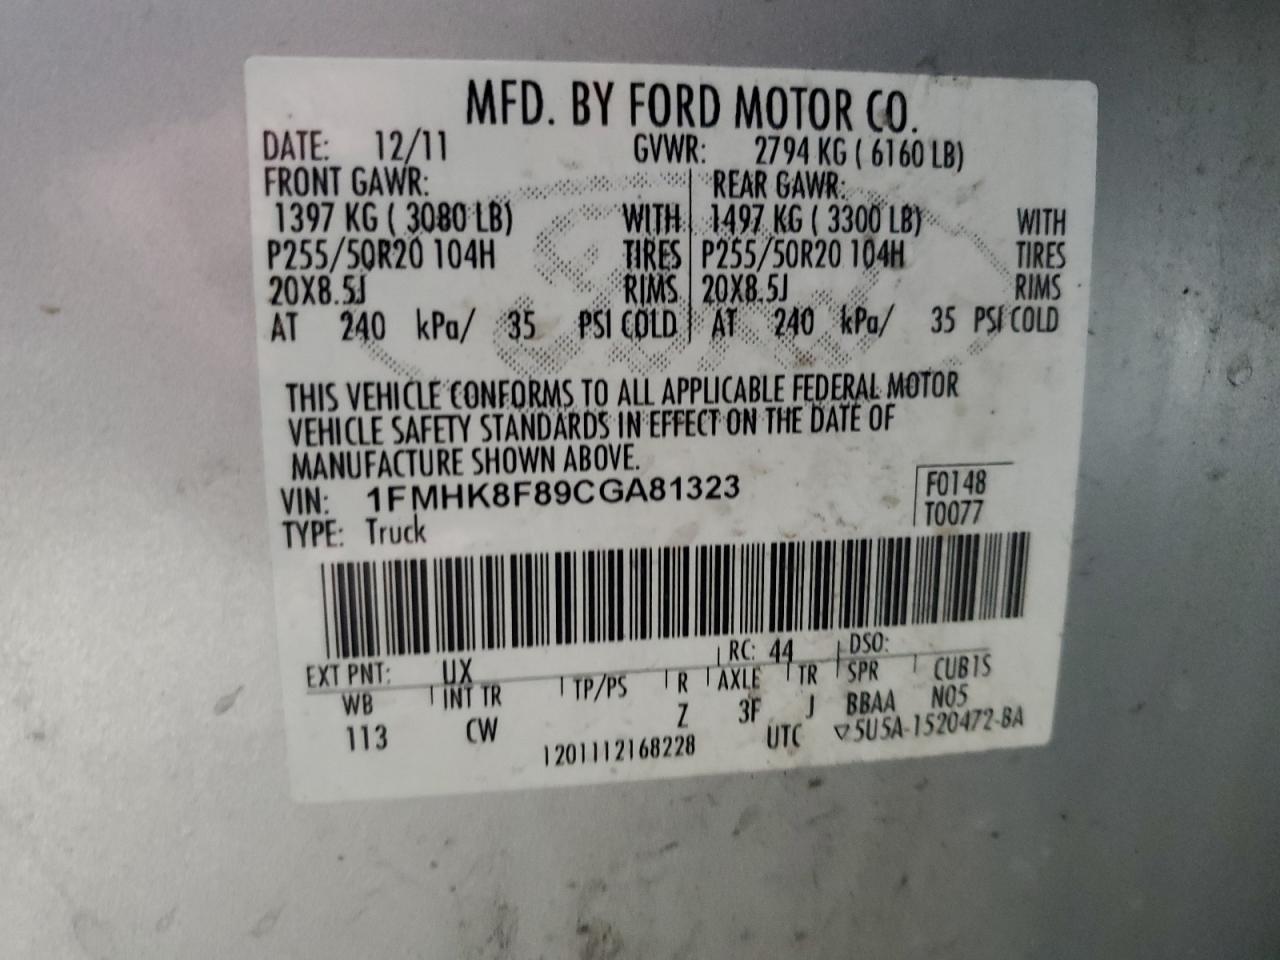 MFD. BY FORD MOTOR CO.
DATE: 12/11 GVWR: 2794 KG ( 6160 LB)
FRONT GAWR: REAR GAWR:
1397 KG ( 3080 LB) WITH 1497 KG ( 3300 LB) WITH
P255/50R20 104H TIRES P255/50R20 104H TIRES
20X8.5J RIMS 20X8.5J RIMS
AT 240 kPa/ 35 PSI COLD AT 240 kPa/ 35 PSI COLD
THIS VEHICLE CONFORMS TO ALL APPLICABLE FEDERAL MOTOR
VEHICLE SAFETY STANDARDS IN EFFECT ON THE DATE OF
MANUFACTURE SHOWN ABOVE.
VIN: 1FMHK8F89CGA81323 F0148
TYPE: Truck T0077
EXT PNT: UX RC: 44 DSO:
WB INT TR TP/PS R AXLE TR SPR CUB1S
113 CW Z 3F J BBAA N05
1201112168228 UTC ▽5U5A-1520472-BA